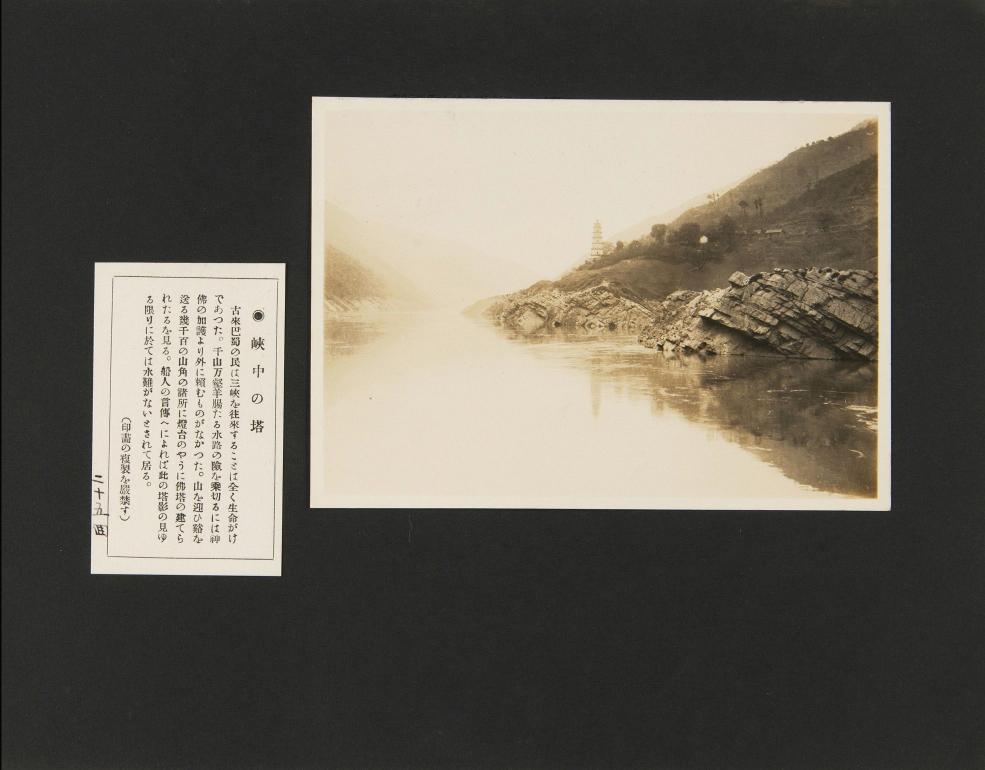 ◉ 峽中の塔
古來巴蜀の民は三峽を往來することは全く生命がけ
であつた。千山万壑羊腸たる水路の險を乘切るには神
佛の加護より外に賴むものがなかつた。山を迎ひ谿を
送る幾千百の山角の諸所に燈台のやうに佛塔の建てら
れたるを見る。船人の言傳へによれば此の塔影の見ゆ
る限りに於ては水難がないとされて居る。
(印畫の複製を嚴禁す)
二十五回